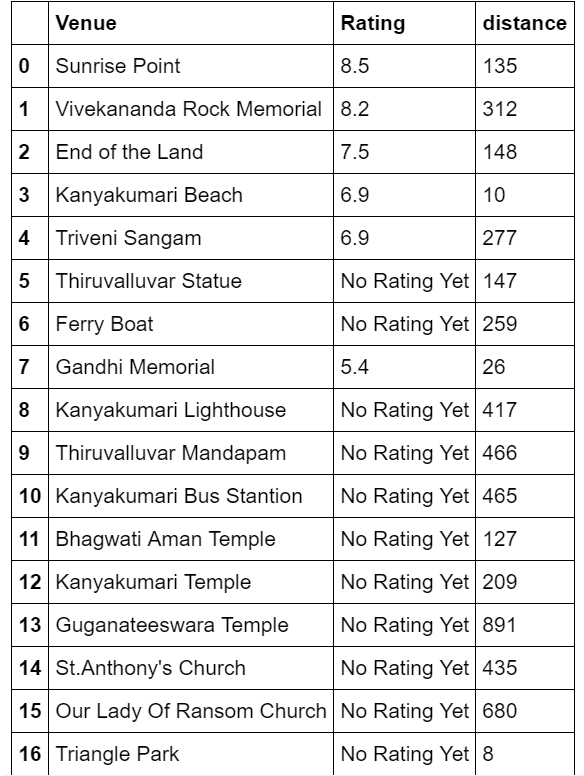 Venue Rating distance
0 Sunrise Point 8.5 135
1 Vivekananda Rock Memorial 8.2 312
2 End of the Land 7.5 148
3 Kanyakumari Beach 6.9 10
4 Triveni Sangam 6.9 277
5 Thiruvalluvar Statue No Rating Yet 147
6 Ferry Boat No Rating Yet 259
7 Gandhi Memorial 5.4 26
8 Kanyakumari Lighthouse No Rating Yet 417
9 Thiruvalluvar Mandapam No Rating Yet 466
10 Kanyakumari Bus Stantion No Rating Yet 465
11 Bhagwati Aman Temple No Rating Yet 127
12 Kanyakumari Temple No Rating Yet 209
13 Guganateeswara Temple No Rating Yet 891
14 St.Anthony's Church No Rating Yet 435
15 Our Lady Of Ransom Church No Rating Yet 680
16 Triangle Park No Rating Yet 8